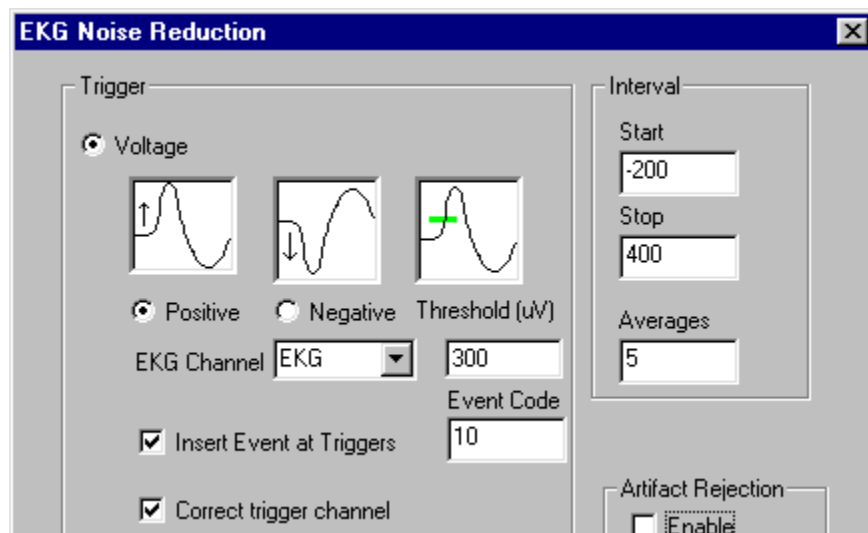 EKG Noise Reduction
Trigger
Voltage
Positive
Negative
Threshold (uV)
EKG Channel
EKG
300
Event Code
10
Insert Event at Triggers
Correct trigger channel
Interval
Start
-200
Stop
400
Averages
5
Artifact Rejection
Enable